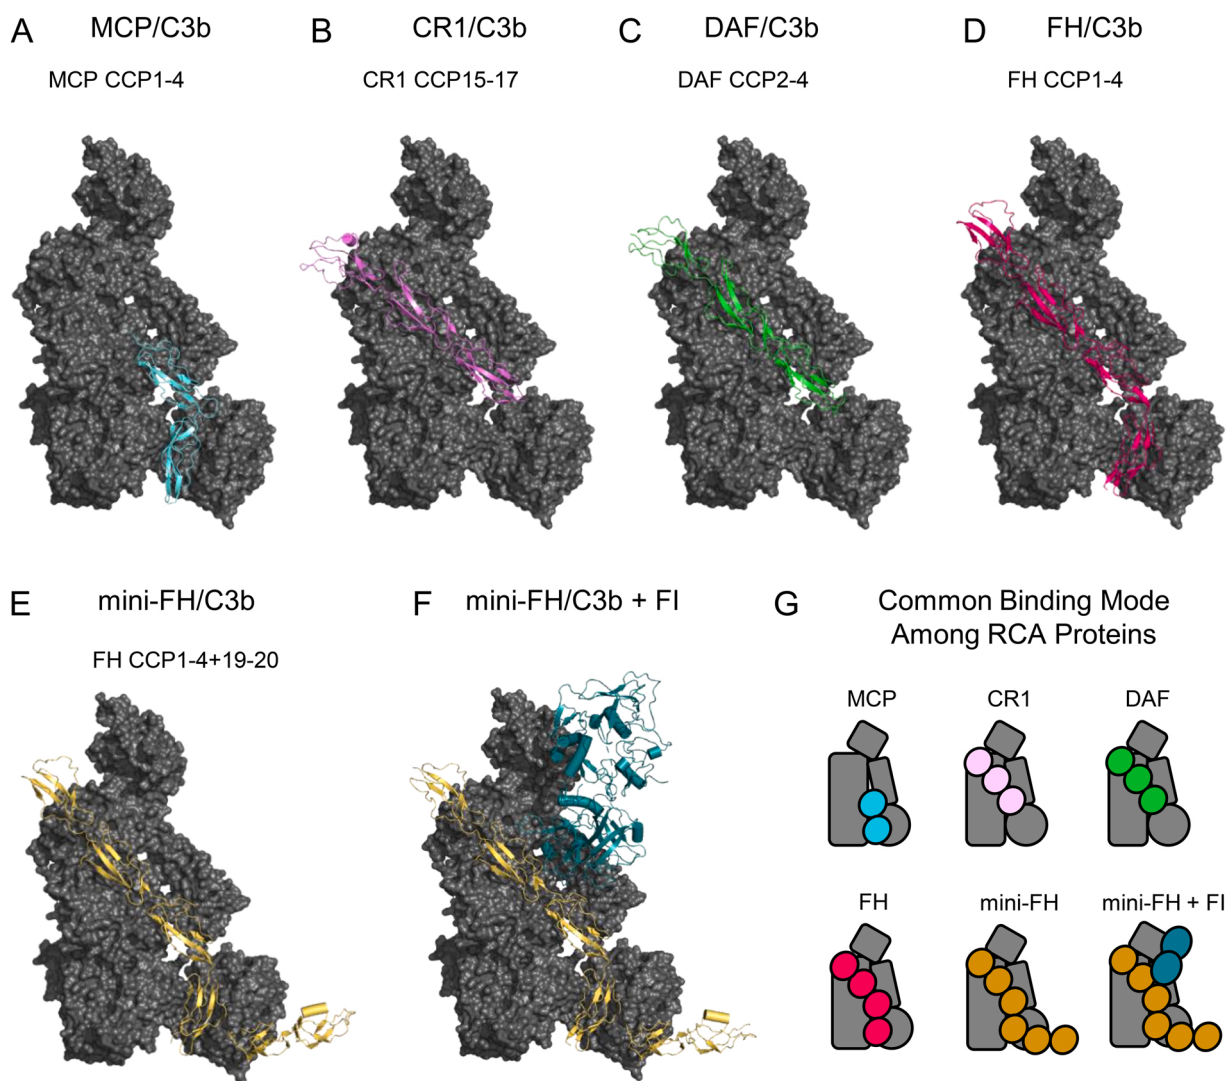 A MCP/C3b
MCP CCP1-4
B CR1/C3b
CR1 CCP15-17
C DAF/C3b
DAF CCP2-4
D FH/C3b
FH CCP1-4
E mini-FH/C3b
FH CCP1-4+19-20
F mini-FH/C3b + FI
G Common Binding Mode
Among RCA Proteins
MCP CR1 DAF
FH mini-FH mini-FH + FI